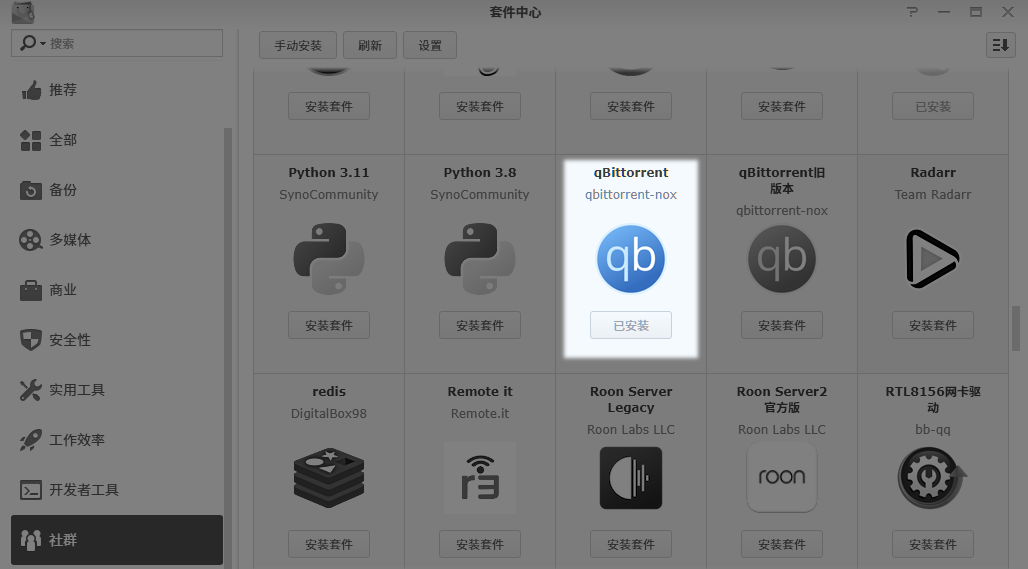 套件中心
搜索
手动安装 刷新 设置
推荐
全部
备份
多媒体
商业
安全性
实用工具
工作效率
开发者工具
社群
安装套件 安装套件 安装套件 安装套件 已安装
Python 3.11
SynoCommunity
安装套件
Python 3.8
SynoCommunity
安装套件
qBittorrent
qbittorrent-nox
qb
已安装
qBittorrent旧
版本
qbittorrent-nox
qb
安装套件
Radarr
Team Radarr
安装套件
redis
DigitalBox98
安装套件
Remote it
Remote.it
r3
安装套件
Roon Server
Legacy
Roon Labs LLC
安装套件
Roon Server2
官方版
Roon Labs LLC
roon
安装套件
RTL8156网卡驱
动
bb-qq
安装套件